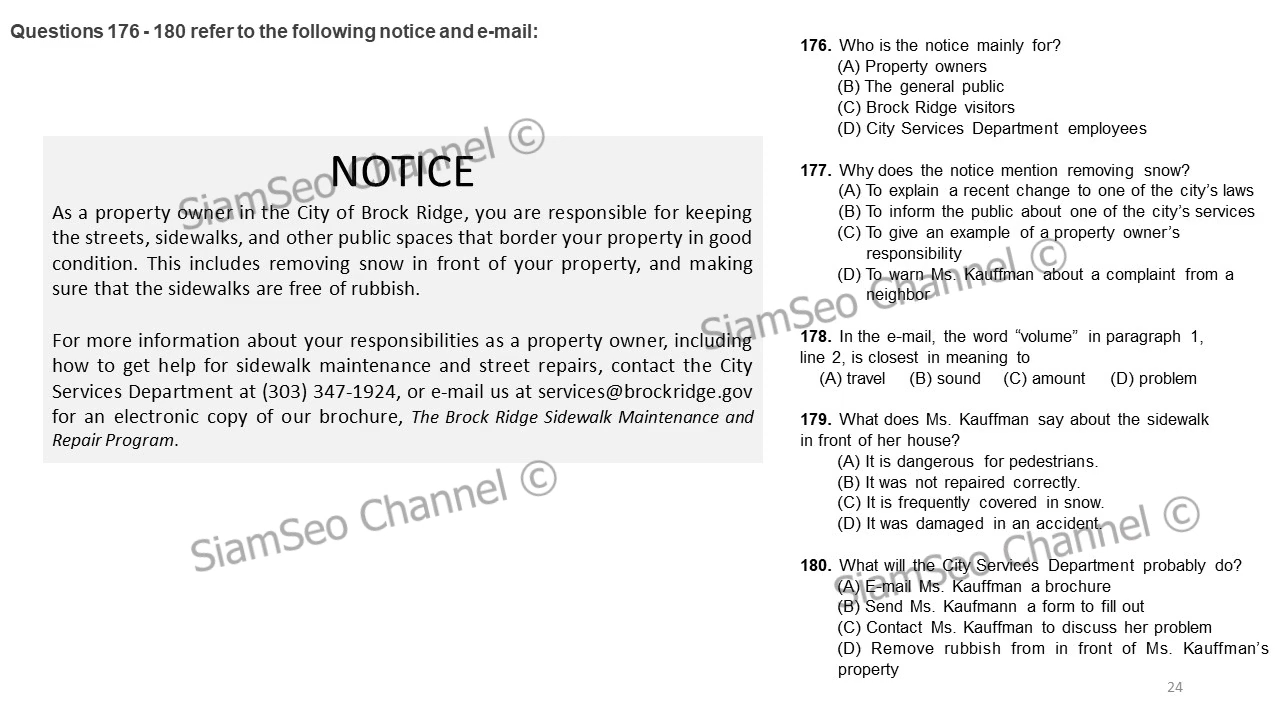 Questions 176 - 180 refer to the following notice and e-mail:
NOTICE
As a property owner in the City of Brock Ridge, you are responsible for keeping
the streets, sidewalks, and other public spaces that border your property in good
condition. This includes removing snow in front of your property, and making
sure that the sidewalks are free of rubbish.
For more information about your responsibilities as a property owner, including
how to get help for sidewalk maintenance and street repairs, contact the City
Services Department at (303) 347-1924, or e-mail us at services@brockridge.gov
for an electronic copy of our brochure, The Brock Ridge Sidewalk Maintenance and
Repair Program.
SiamSeo Channel ©
SiamSeo Channel ©
176. Who is the notice mainly for?
(A) Property owners
(B) The general public
(C) Brock Ridge visitors
(D) City Services Department employees
177. Why does the notice mention removing snow?
(A) To explain a recent change to one of the city's laws
(B) To inform the public about one of the city's services
(C) To give an example of a property owner's
responsibility
(D) To warn Ms. Kauffman about a complaint from a
neighbor
SiamSeo Channel ©
178. In the e-mail, the word “volume” in paragraph 1,
line 2, is closest in meaning to
(A) travel (B) sound (C) amount (D) problem
179. What does Ms. Kauffman say about the sidewalk
in front of her house?
(A) It is dangerous for pedestrians.
(B) It was not repaired correctly.
(C) It is frequently covered in snow.
(D) It was damaged in an accident.
SiamSeo Channel ©
180. What will the City Services Department probably do?
(A) E-mail Ms. Kauffman a brochure
(B) Send Ms. Kaufmann a form to fill out
(C) Contact Ms. Kauffman to discuss her problem
(D) Remove rubbish from in front of Ms. Kauffman's
property
24